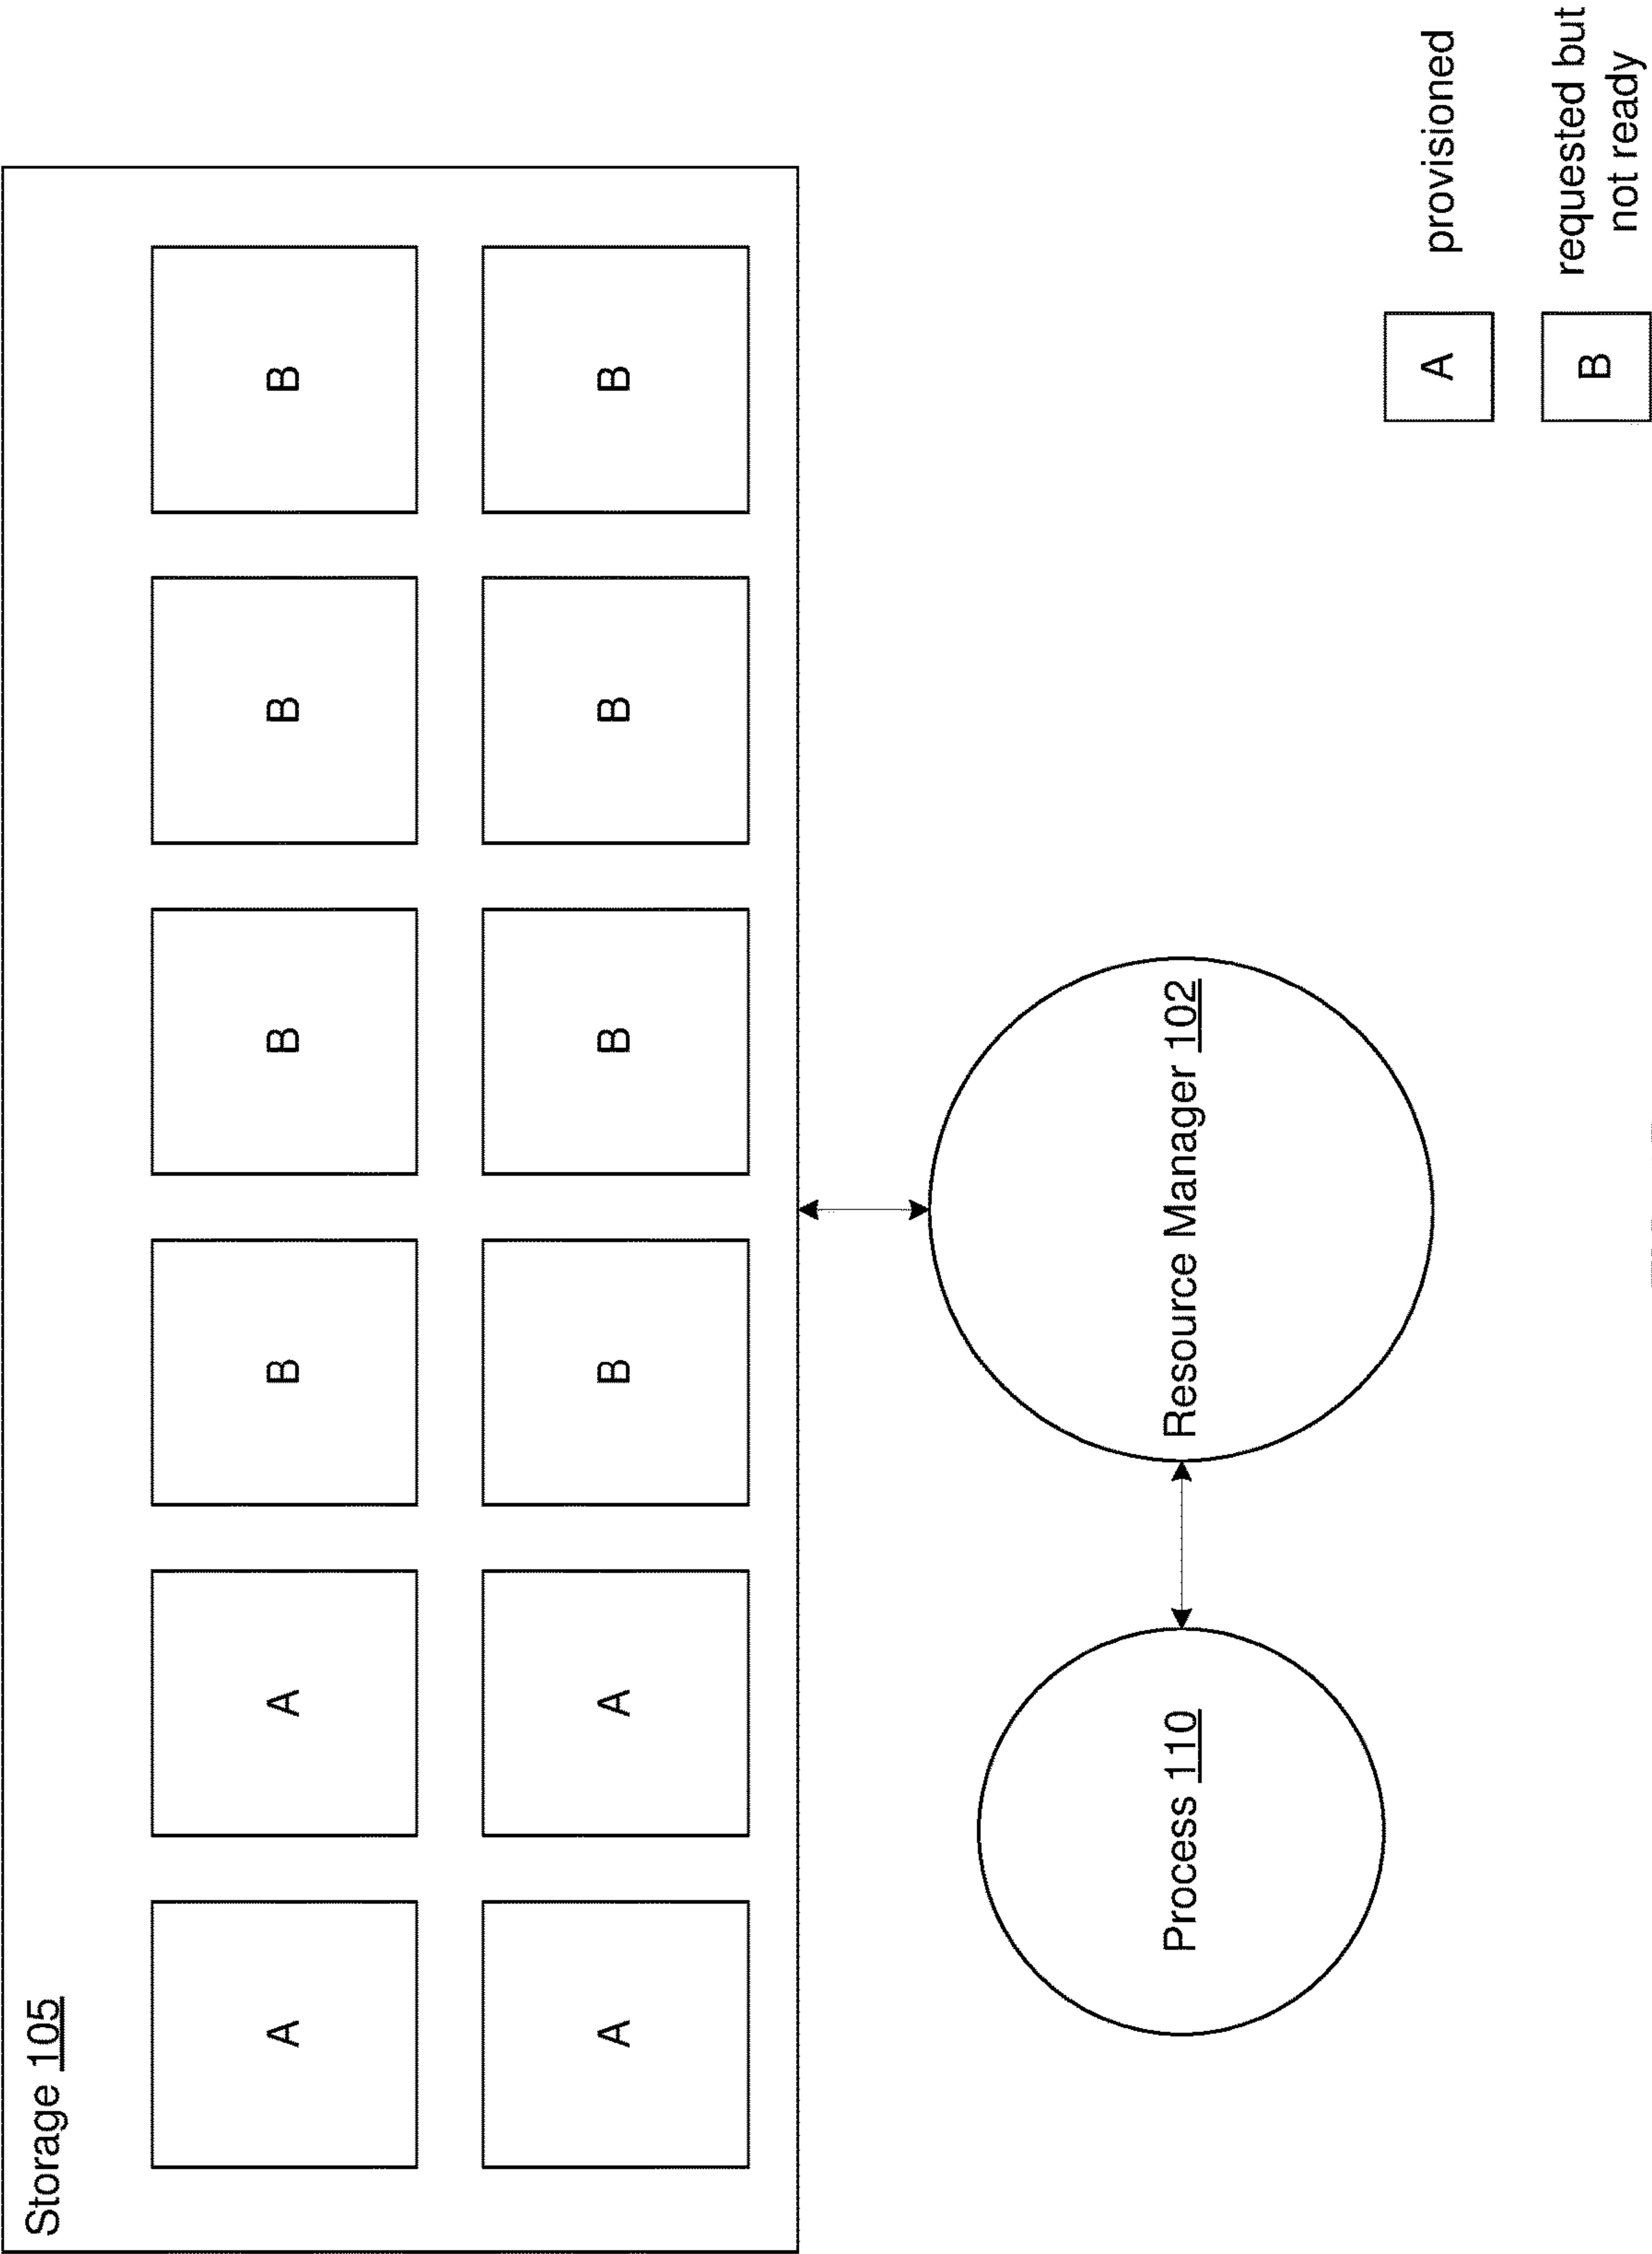 Storage 105
A A B B B B
A A B B B B
Process 110
Resource Manager 102
A provisioned
B requested but
not ready